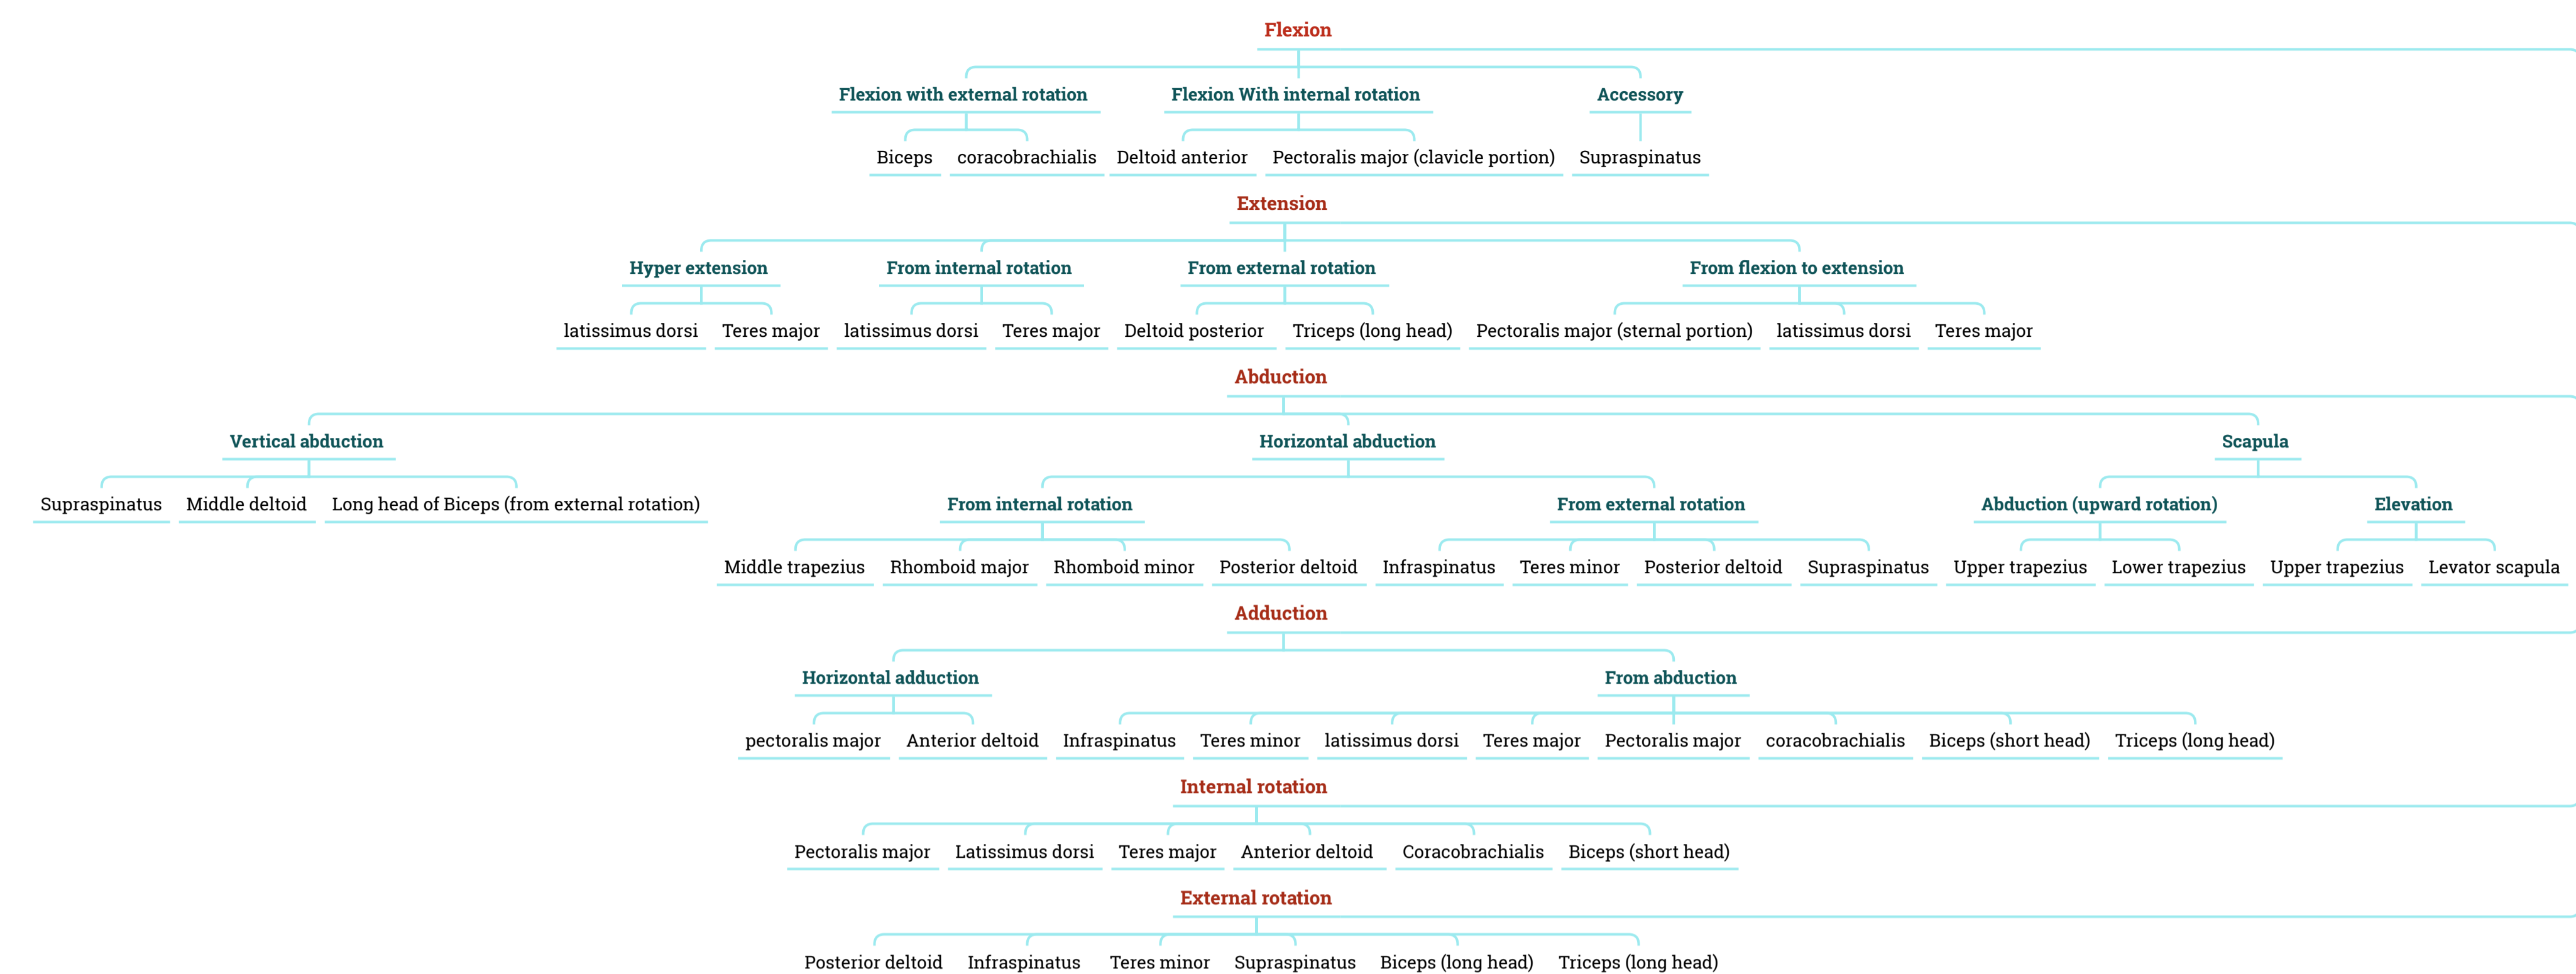 Flexion
Flexion with external rotation Flexion With internal rotation Accessory
Biceps coracobrachialis Deltoid anterior Pectoralis major (clavicle portion) Supraspinatus
Extension
Hyper extension From internal rotation From external rotation From flexion to extension
latissimus dorsi Teres major latissimus dorsi Teres major Deltoid posterior Triceps (long head) Pectoralis major (sternal portion) latissimus dorsi Teres major
Abduction
Vertical abduction Horizontal abduction Scapula
Supraspinatus Middle deltoid Long head of Biceps (from external rotation) From internal rotation From external rotation Abduction (upward rotation) Elevation
Middle trapezius Rhomboid major Rhomboid minor Posterior deltoid Infraspinatus Teres minor Posterior deltoid Supraspinatus Upper trapezius Lower trapezius Upper trapezius Levator scapula
Adduction
Horizontal adduction From abduction
pectoralis major Anterior deltoid Infraspinatus Teres minor latissimus dorsi Teres major Pectoralis major coracobrachialis Biceps (short head) Triceps (long head)
Internal rotation
Pectoralis major Latissimus dorsi Teres major Anterior deltoid Coracobrachialis Biceps (short head)
External rotation
Posterior deltoid Infraspinatus Teres minor Supraspinatus Biceps (long head) Triceps (long head)